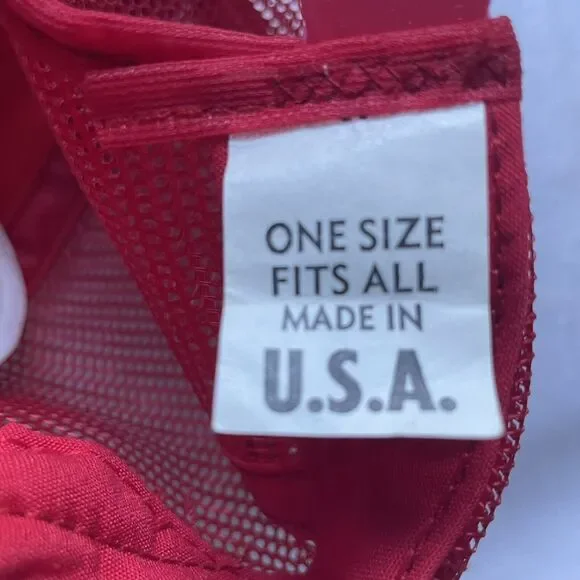 ONE SIZE
FITS ALL
MADE IN
U.S.A.